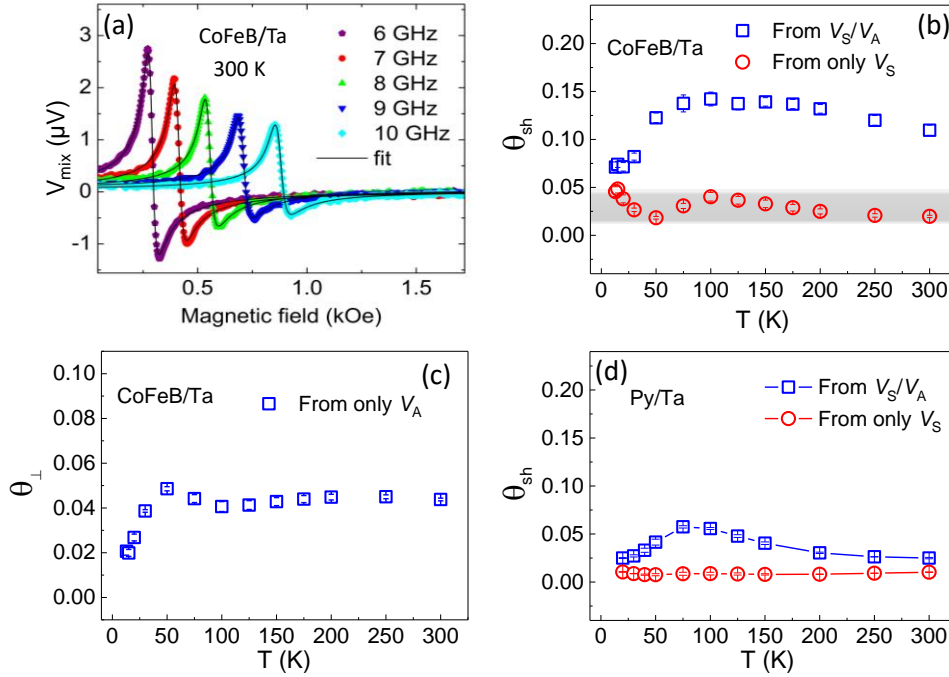 (a)
CoFeB/Ta
300 K
6 GHz
7 GHz
8 GHz
9 GHz
10 GHz
fit
3
2
1
0
-1
V_mix (µV)
0.5
1.0
1.5
Magnetic field (kOe)
(b)
CoFeB/Ta
From V_S/V_A
From only V_S
0.20
0.15
0.10
0.05
0.00
θ_sh
0 50 100 150 200 250 300
T (K)
(c)
CoFeB/Ta
From only V_A
0.10
0.08
0.06
0.04
0.02
0.00
θ_⊥
0 50 100 150 200 250 300
T (K)
(d)
Py/Ta
From V_S/V_A
From only V_S
0.20
0.15
0.10
0.05
0.00
θ_sh
0 50 100 150 200 250 300
T (K)